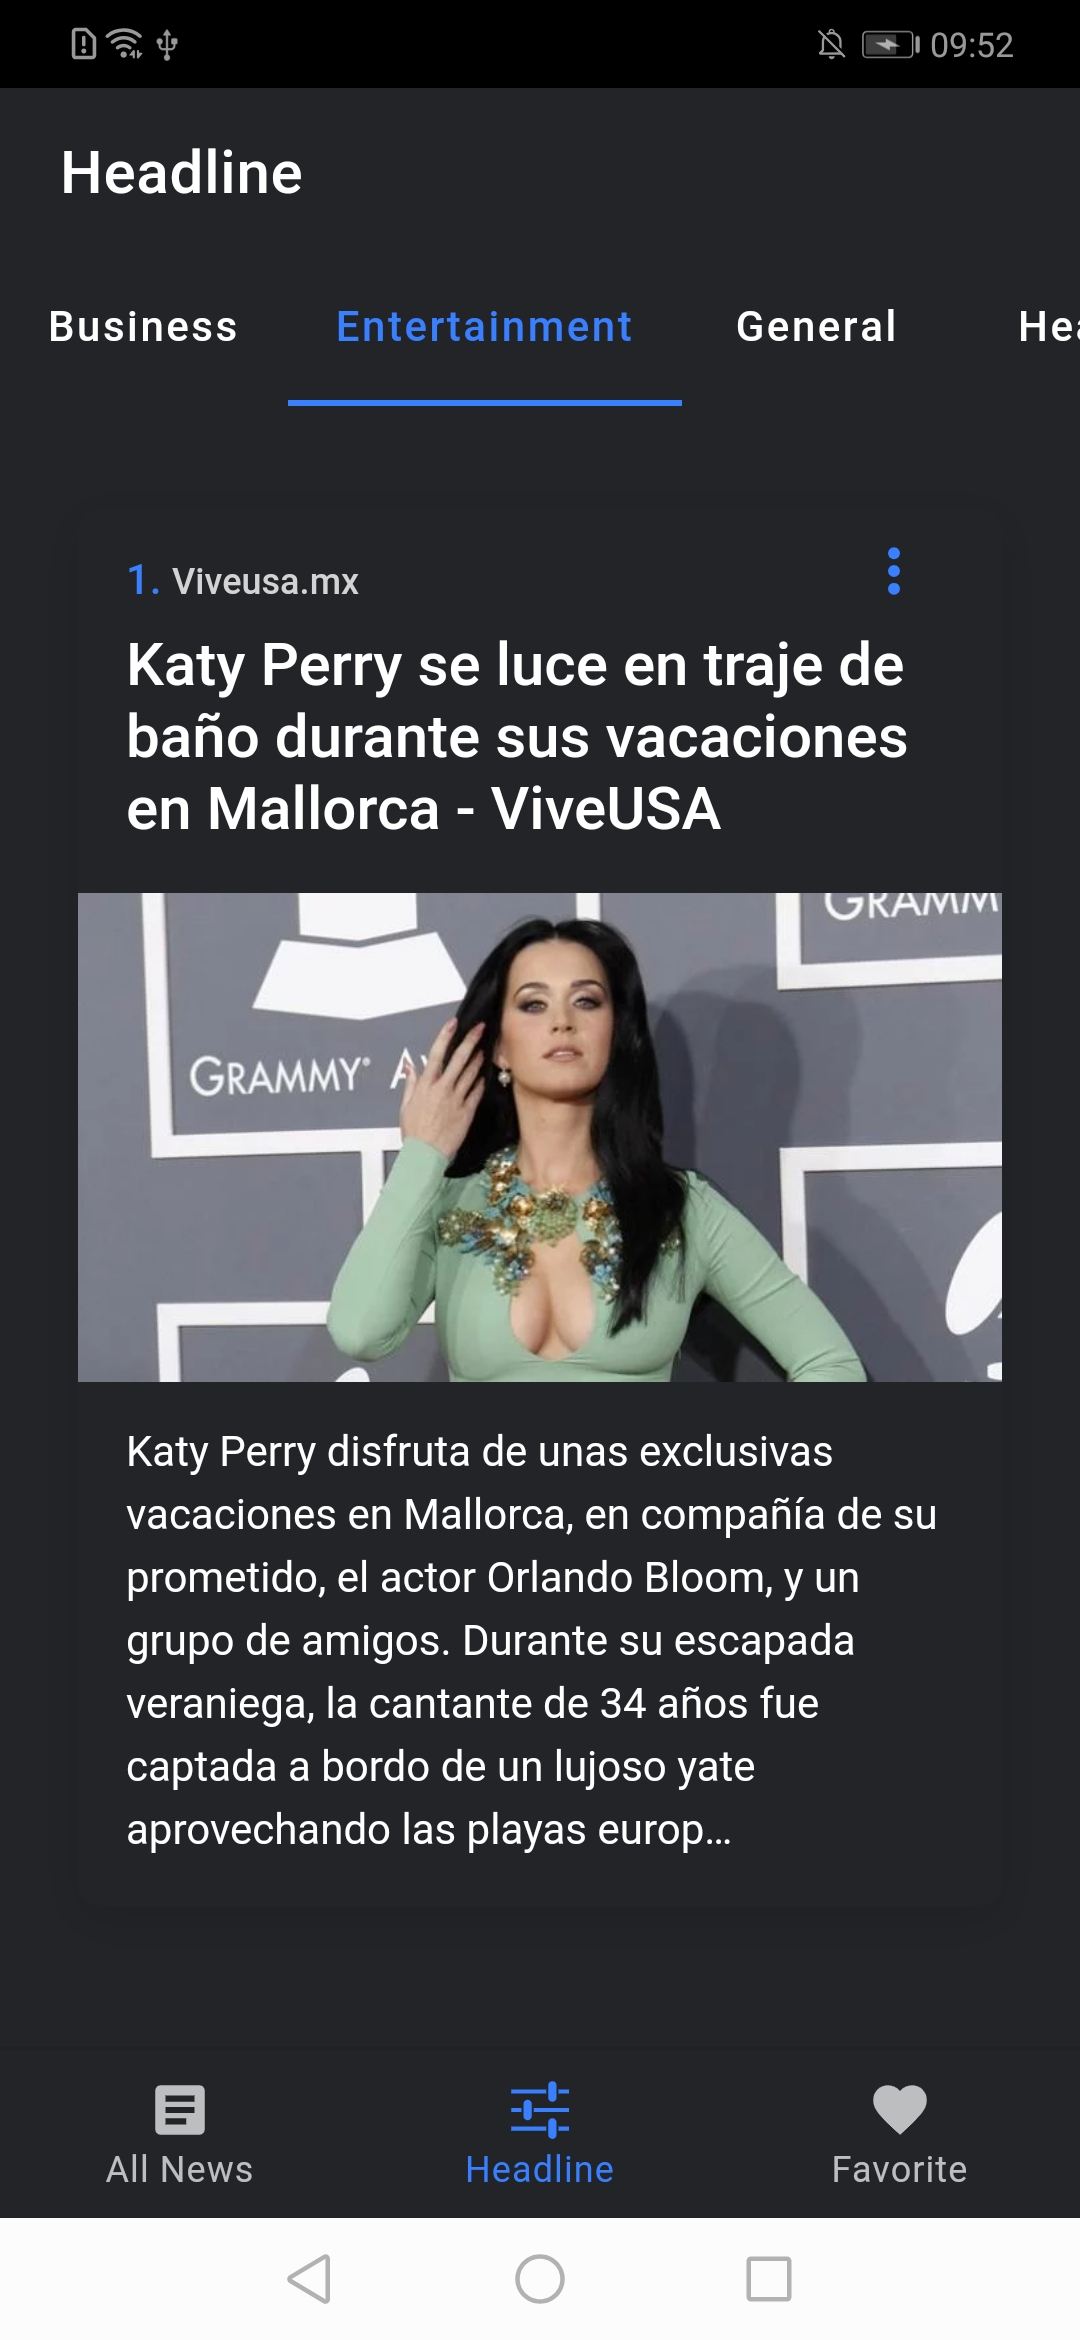 09:52
Headline
Business Entertainment General Hea
1. Viveusa.mx
Katy Perry se luce en traje de
baño durante sus vacaciones
en Mallorca - ViveUSA
GRAMM
GRAMMY® A
Katy Perry disfruta de unas exclusivas
vacaciones en Mallorca, en compañía de su
prometido, el actor Orlando Bloom, y un
grupo de amigos. Durante su escapada
veraniega, la cantante de 34 años fue
captada a bordo de un lujoso yate
aprovechando las playas europ...
All News Headline Favorite